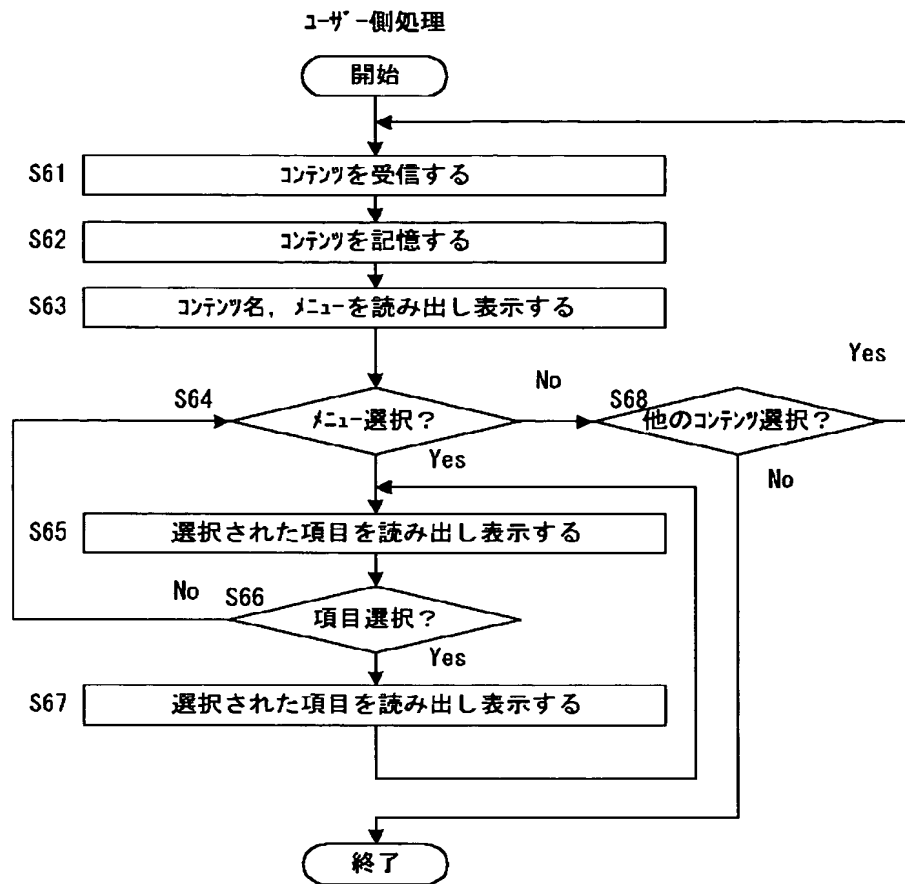 ﾕｰｻﾞｰ側処理
開始
S61
ｺﾝﾃﾝﾂを受信する
S62
ｺﾝﾃﾝﾂを記憶する
S63
ｺﾝﾃﾝﾂ名，ﾒﾆｭｰを読み出し表示する
Yes
No
S64
S68
ﾒﾆｭｰ選択？
他のｺﾝﾃﾝﾂ選択？
Yes
No
S65
選択された項目を読み出し表示する
No
S66
項目選択？
Yes
S67
選択された項目を読み出し表示する
終了